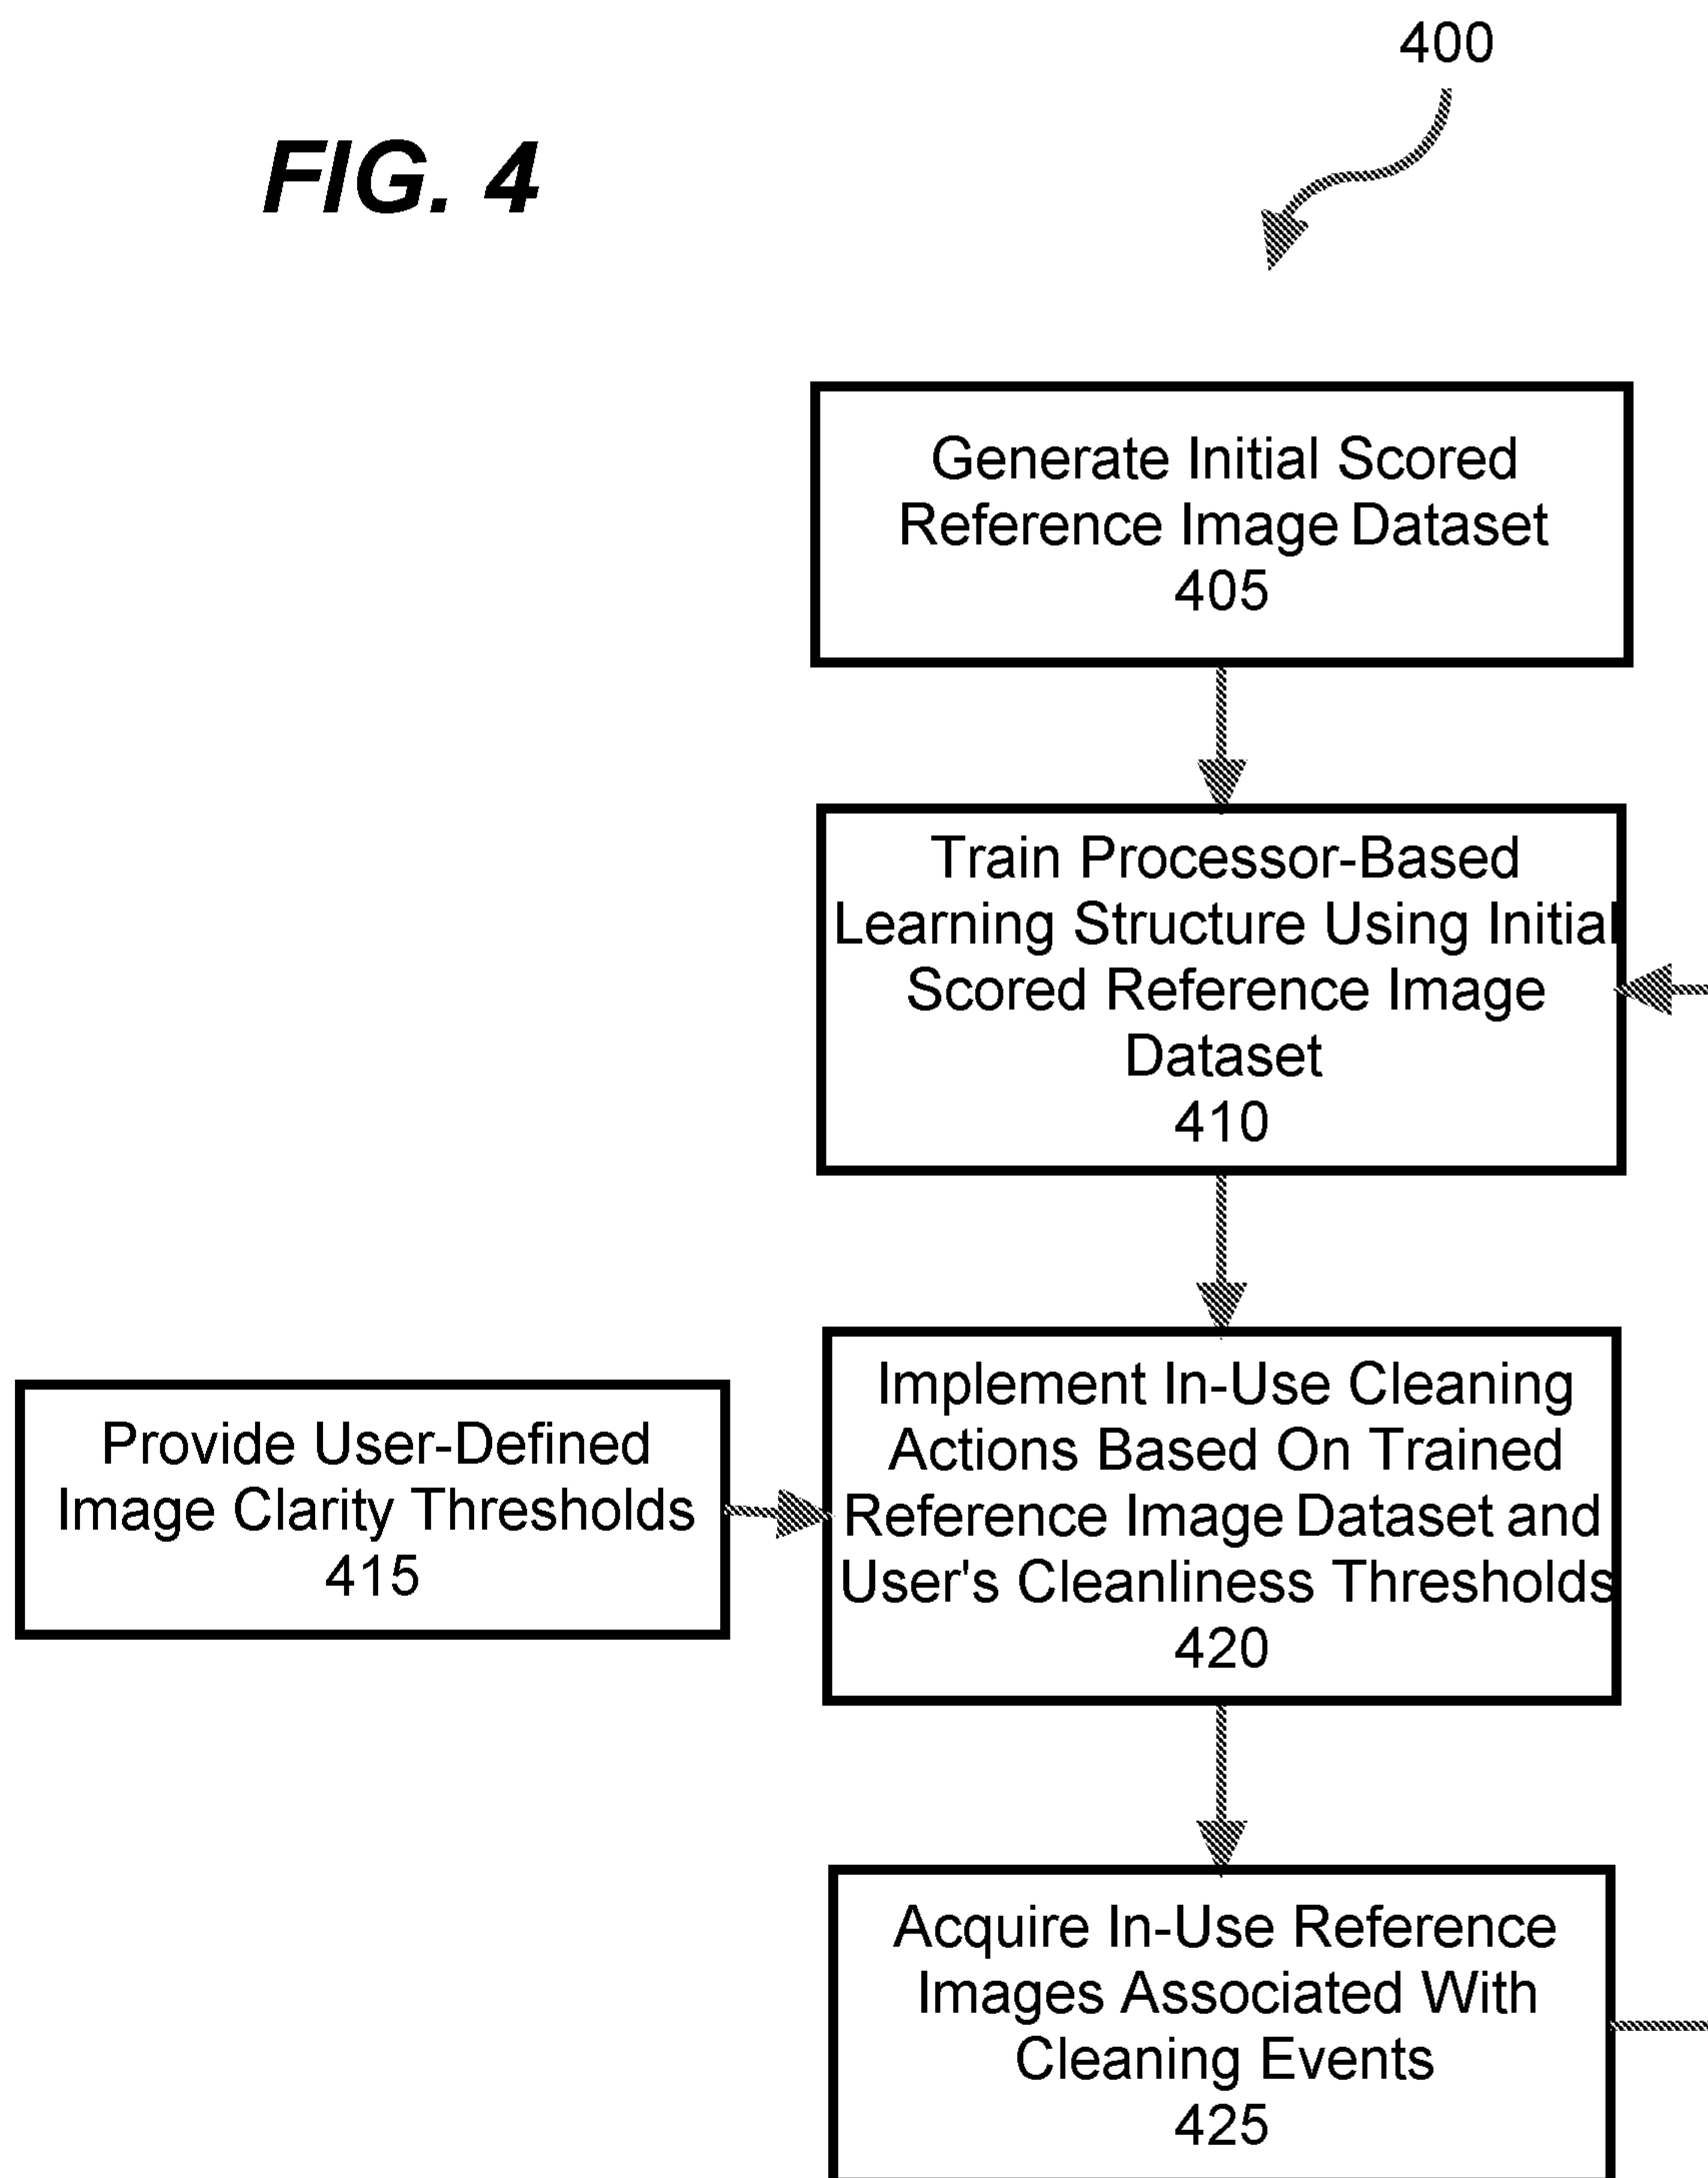 400
FIG. 4
Generate Initial Scored
Reference Image Dataset
405
Train Processor-Based
Learning Structure Using Initial
Scored Reference Image
Dataset
410
Provide User-Defined
Image Clarity Thresholds
415
Implement In-Use Cleaning
Actions Based On Trained
Reference Image Dataset and
User's Cleanliness Thresholds
420
Acquire In-Use Reference
Images Associated With
Cleaning Events
425